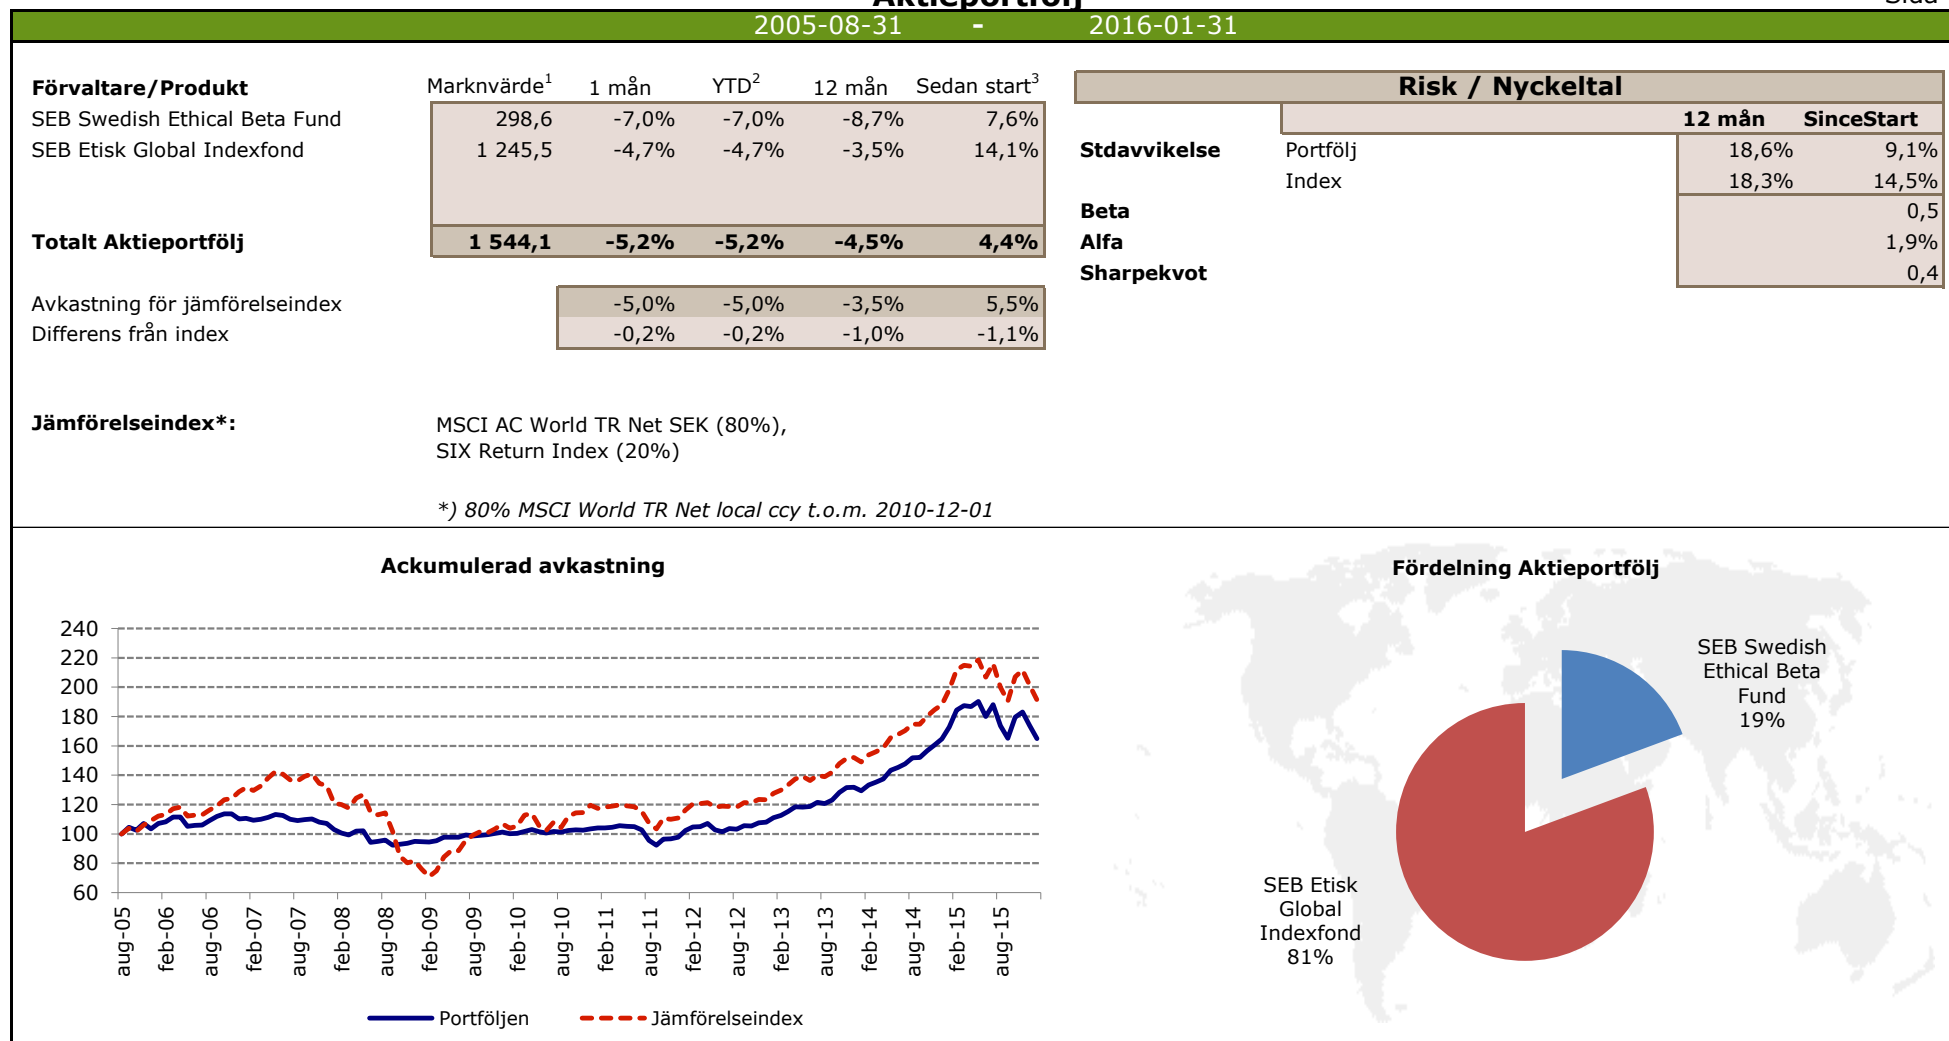 Aktieportfölj
Sida
2005-08-31 - 2016-01-31
Förvaltare/Produkt Marknvärde1 1 mån YTD2 12 mån Sedan start3
SEB Swedish Ethical Beta Fund 298,6 -7,0% -7,0% -8,7% 7,6%
SEB Etisk Global Indexfond 1 245,5 -4,7% -4,7% -3,5% 14,1%
Totalt Aktieportfölj 1 544,1 -5,2% -5,2% -4,5% 4,4%
Avkastning för jämförelseindex -5,0% -5,0% -3,5% 5,5%
Differens från index -0,2% -0,2% -1,0% -1,1%
Risk / Nyckeltal
12 mån SinceStart
Stdavvikelse Portfölj 18,6% 9,1%
Index 18,3% 14,5%
Beta 0,5
Alfa 1,9%
Sharpekvot 0,4
Jämförelseindex*: MSCI AC World TR Net SEK (80%),
SIX Return Index (20%)
*) 80% MSCI World TR Net local ccy t.o.m. 2010-12-01
Ackumulerad avkastning
240
220
200
180
160
140
120
100
80
60
aug-05 feb-06 aug-06 feb-07 aug-07 feb-08 aug-08 feb-09 aug-09 feb-10 aug-10 feb-11 aug-11 feb-12 aug-12 feb-13 aug-13 feb-14 aug-14 feb-15 aug-15
Portföljen Jämförelseindex
Fördelning Aktieportfölj
SEB Swedish
Ethical Beta
Fund
19%
SEB Etisk
Global
Indexfond
81%